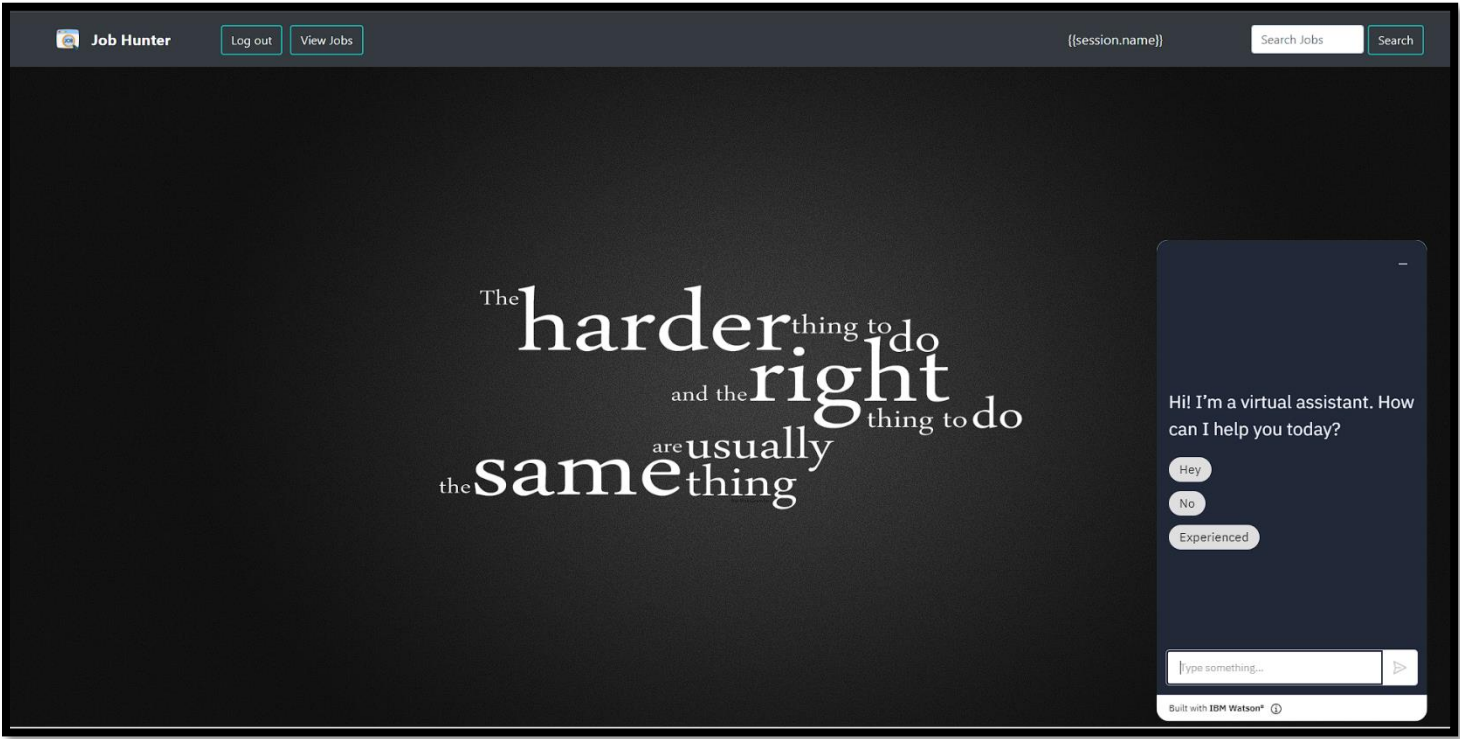 Job Hunter Log out View Jobs {{session.name}} Search Jobs Search
The harder thing to do
and the right thing to do
are usually
the same thing
Hi! I'm a virtual assistant. How
can I help you today?
Hey
No
Experienced
Type something...
Built with IBM Watson®